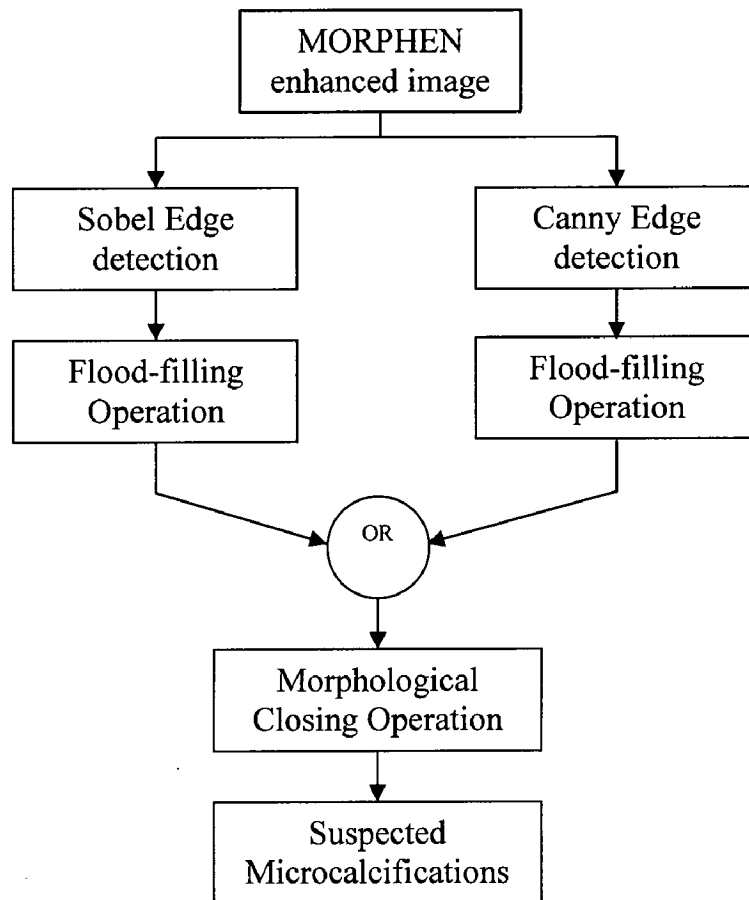 MORPHEN
enhanced image
Sobel Edge
detection
Canny Edge
detection
Flood-filling
Operation
Flood-filling
Operation
OR
Morphological
Closing Operation
Suspected
Microcalcifications